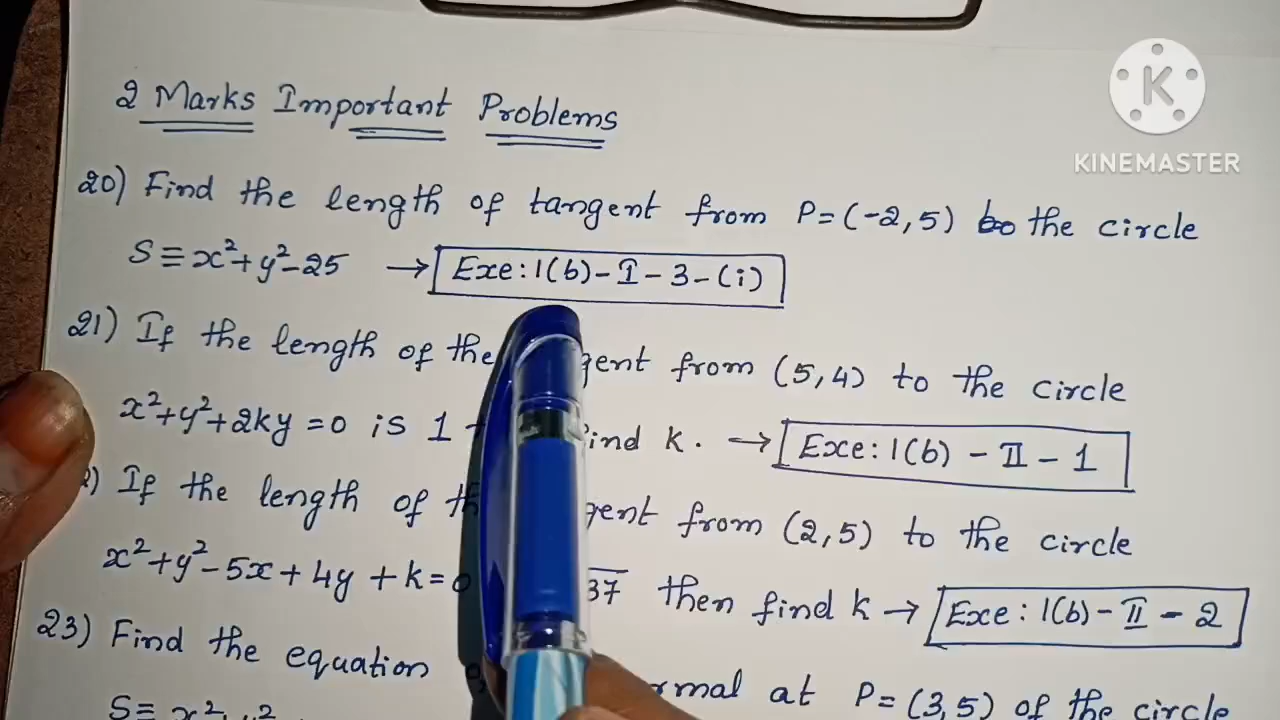 KINEMASTER
2 Marks Important Problems
20) Find the length of tangent from P=(-2,5) to the circle
S≡x²+y²-25 → Exe:1(b)-I-3-(i)
21) If the length of the gent from (5,4) to the circle
x²+y²+2ky=0 is 1 ind k. → Exe:1(b)-II-1
) If the length of th gent from (2,5) to the circle
x²+y²-5x+4y+k=0 37 then find k → Exe:1(b)-II-2
23) Find the equation rmal at P=(3,5) of the circle
S≡ x² y²